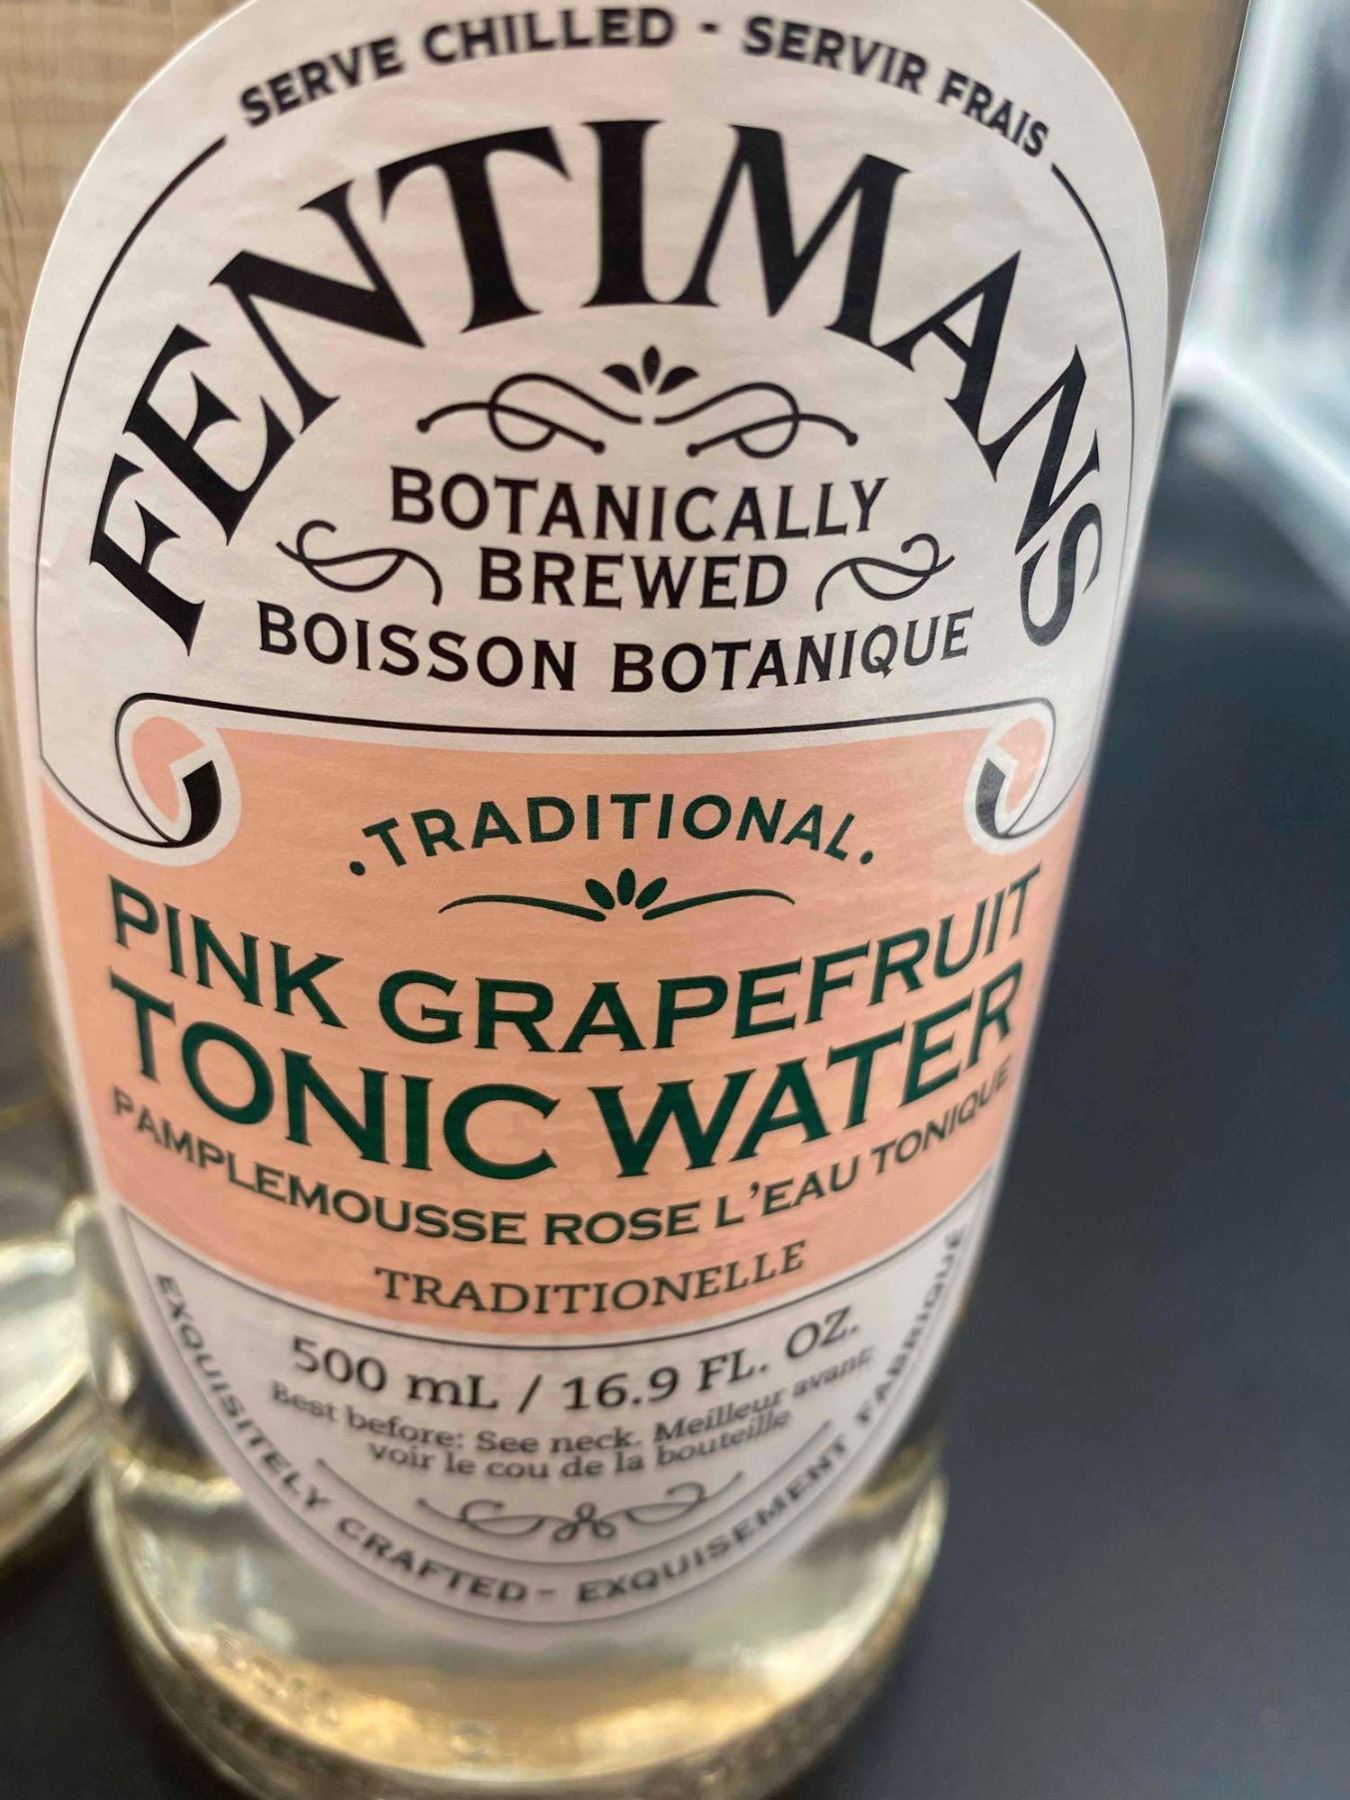 SERVE CHILLED - SERVIR FRAIS
FENTIMANS
BOTANICALLY
BREWED
BOISSON BOTANIQUE
·TRADITIONAL·
PINK GRAPEFRUIT
TONIC WATER
PAMPLEMOUSSE ROSE L'EAU TONIQUE
TRADITIONELLE
500 mL / 16.9 FL. OZ.
Best before: See neck. Meilleur avant:
voir le cou de la bouteille
EXQUISITELY CRAFTED - EXQUISEMENT FABRIQUE